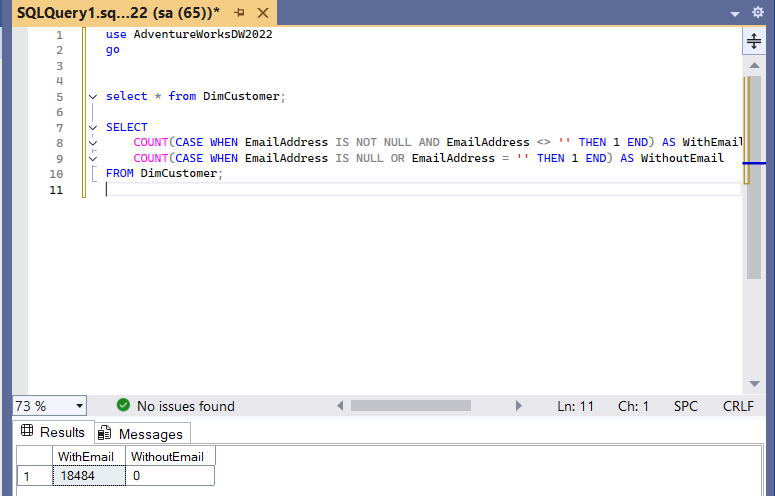 SQLQuery1.sq...22 (sa (65))*
1 use AdventureWorksDW2022
2 go
3
4
5 select * from DimCustomer;
6
7 SELECT
8 COUNT(CASE WHEN EmailAddress IS NOT NULL AND EmailAddress <> '' THEN 1 END) AS WithEmail
9 COUNT(CASE WHEN EmailAddress IS NULL OR EmailAddress = '' THEN 1 END) AS WithoutEmail
10 FROM DimCustomer;
11
73 % No issues found Ln: 11 Ch: 1 SPC CRLF
Results Messages
WithEmail WithoutEmail
1 18484 0